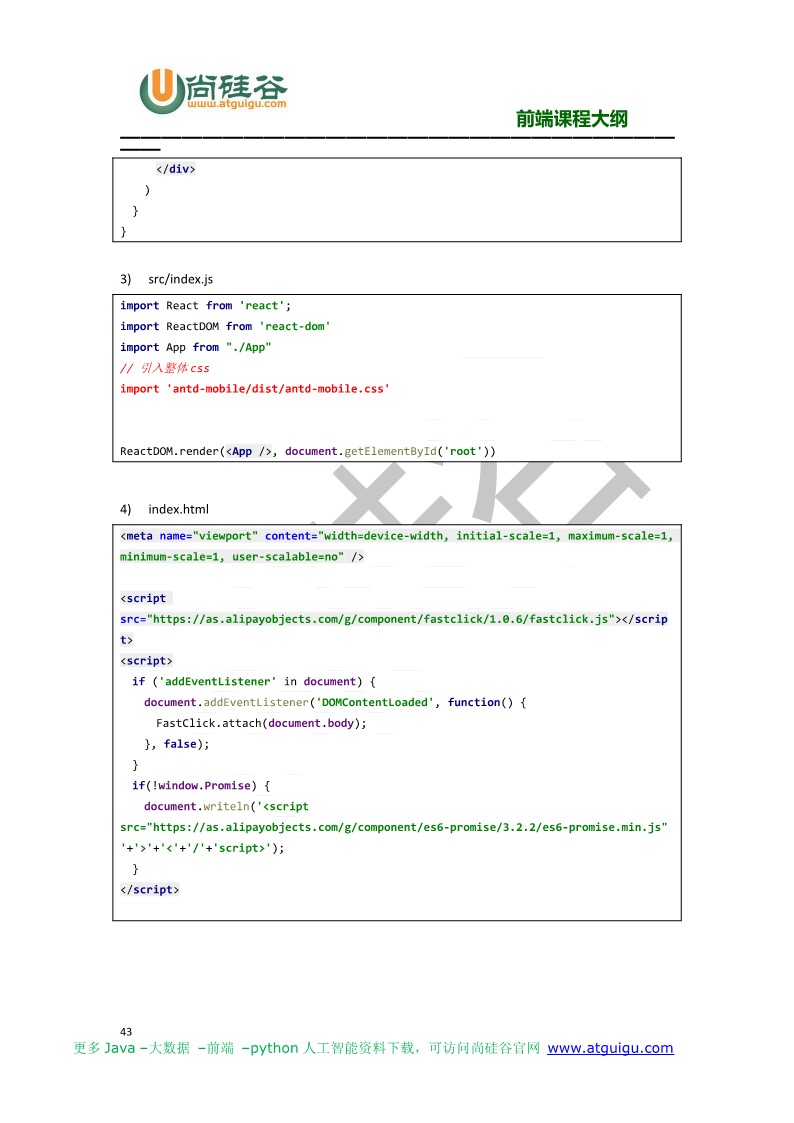 尚硅谷
www.atguigu.com
前端课程大纲
</div>
)
}
}
3) src/index.js
import React from 'react';
import ReactDOM from 'react-dom'
import App from "./App"
// 引入整体 css
import 'antd-mobile/dist/antd-mobile.css'
ReactDOM.render(<App />, document.getElementById('root'))
4) index.html
<meta name="viewport" content="width=device-width, initial-scale=1, maximum-scale=1,
minimum-scale=1, user-scalable=no" />
<script
src="https://as.alipayobjects.com/g/component/fastclick/1.0.6/fastclick.js"></scrip
t>
<script>
if ('addEventListener' in document) {
document.addEventListener('DOMContentLoaded', function() {
FastClick.attach(document.body);
}, false);
}
if(!window.Promise) {
document.writeln('<script
src="https://as.alipayobjects.com/g/component/es6-promise/3.2.2/es6-promise.min.js"
'+'>'+'<'+'/'+'script>');
}
</script>
43
更多 Java –大数据 –前端 –python 人工智能资料下载，可访问尚硅谷官网 www.atguigu.com